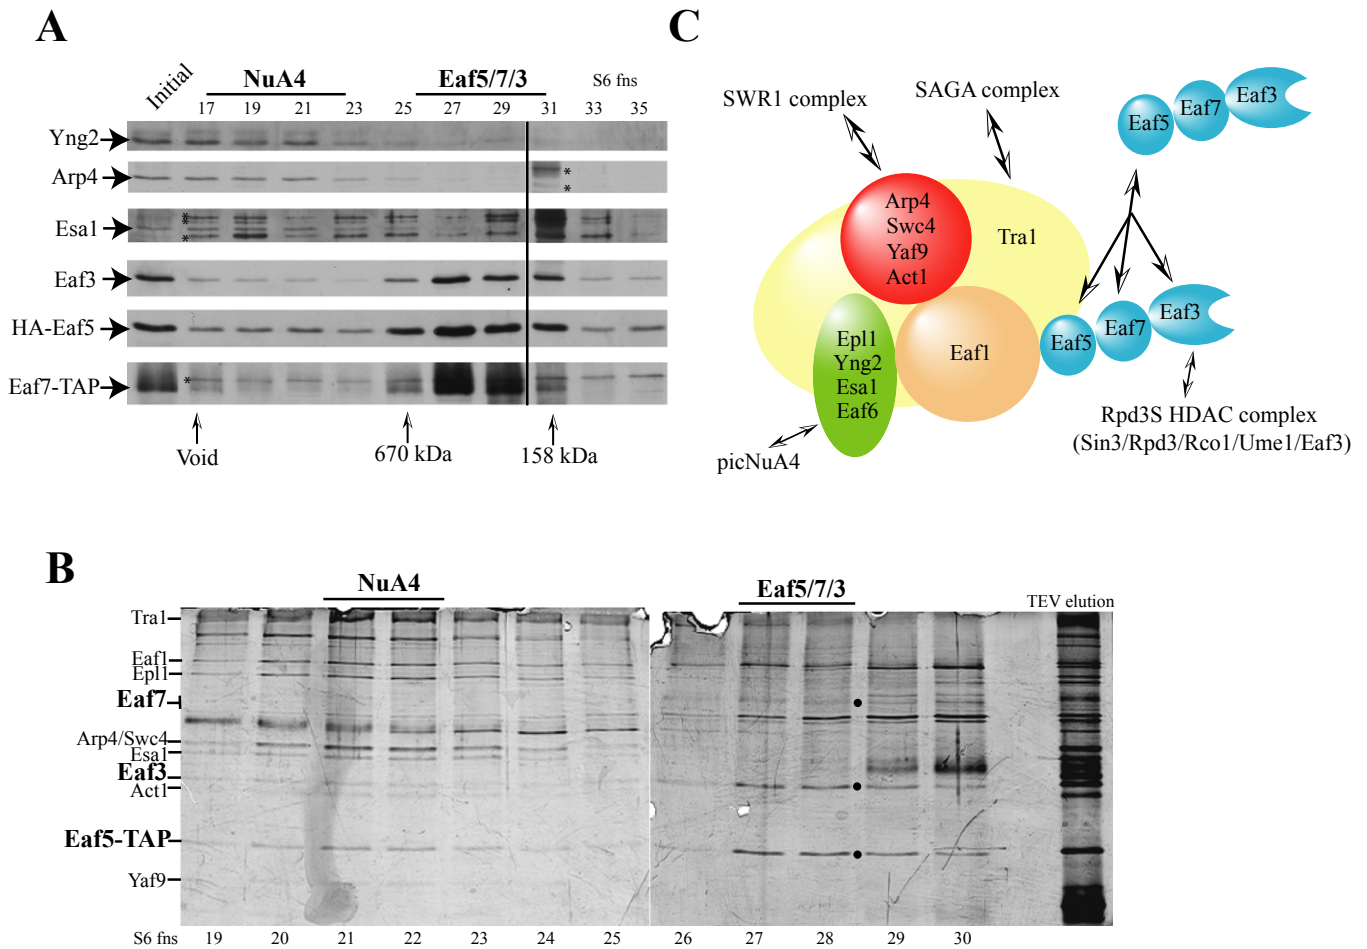 A
NuA4
Eaf5/7/3
S6 fns
Initial
17 19 21 23 25 27 29 31 33 35
Yng2
Arp4
*
*
Esa1
*
*
*
Eaf3
HA-Eaf5
Eaf7-TAP
*
Void
670 kDa
158 kDa
C
SWR1 complex
SAGA complex
Eaf5
Eaf7
Eaf3
Arp4
Swc4
Yaf9
Act1
Tra1
Epl1
Yng2
Esa1
Eaf6
Eaf1
Eaf5
Eaf7
Eaf3
picNuA4
Rpd3S HDAC complex
(Sin3/Rpd3/Rco1/Ume1/Eaf3)
B
NuA4
Eaf5/7/3
TEV elution
Tra1
Eaf1
Epl1
Eaf7
Arp4/Swc4
Esa1
Eaf3
Act1
Eaf5-TAP
Yaf9
S6 fns 19 20 21 22 23 24 25 26 27 28 29 30